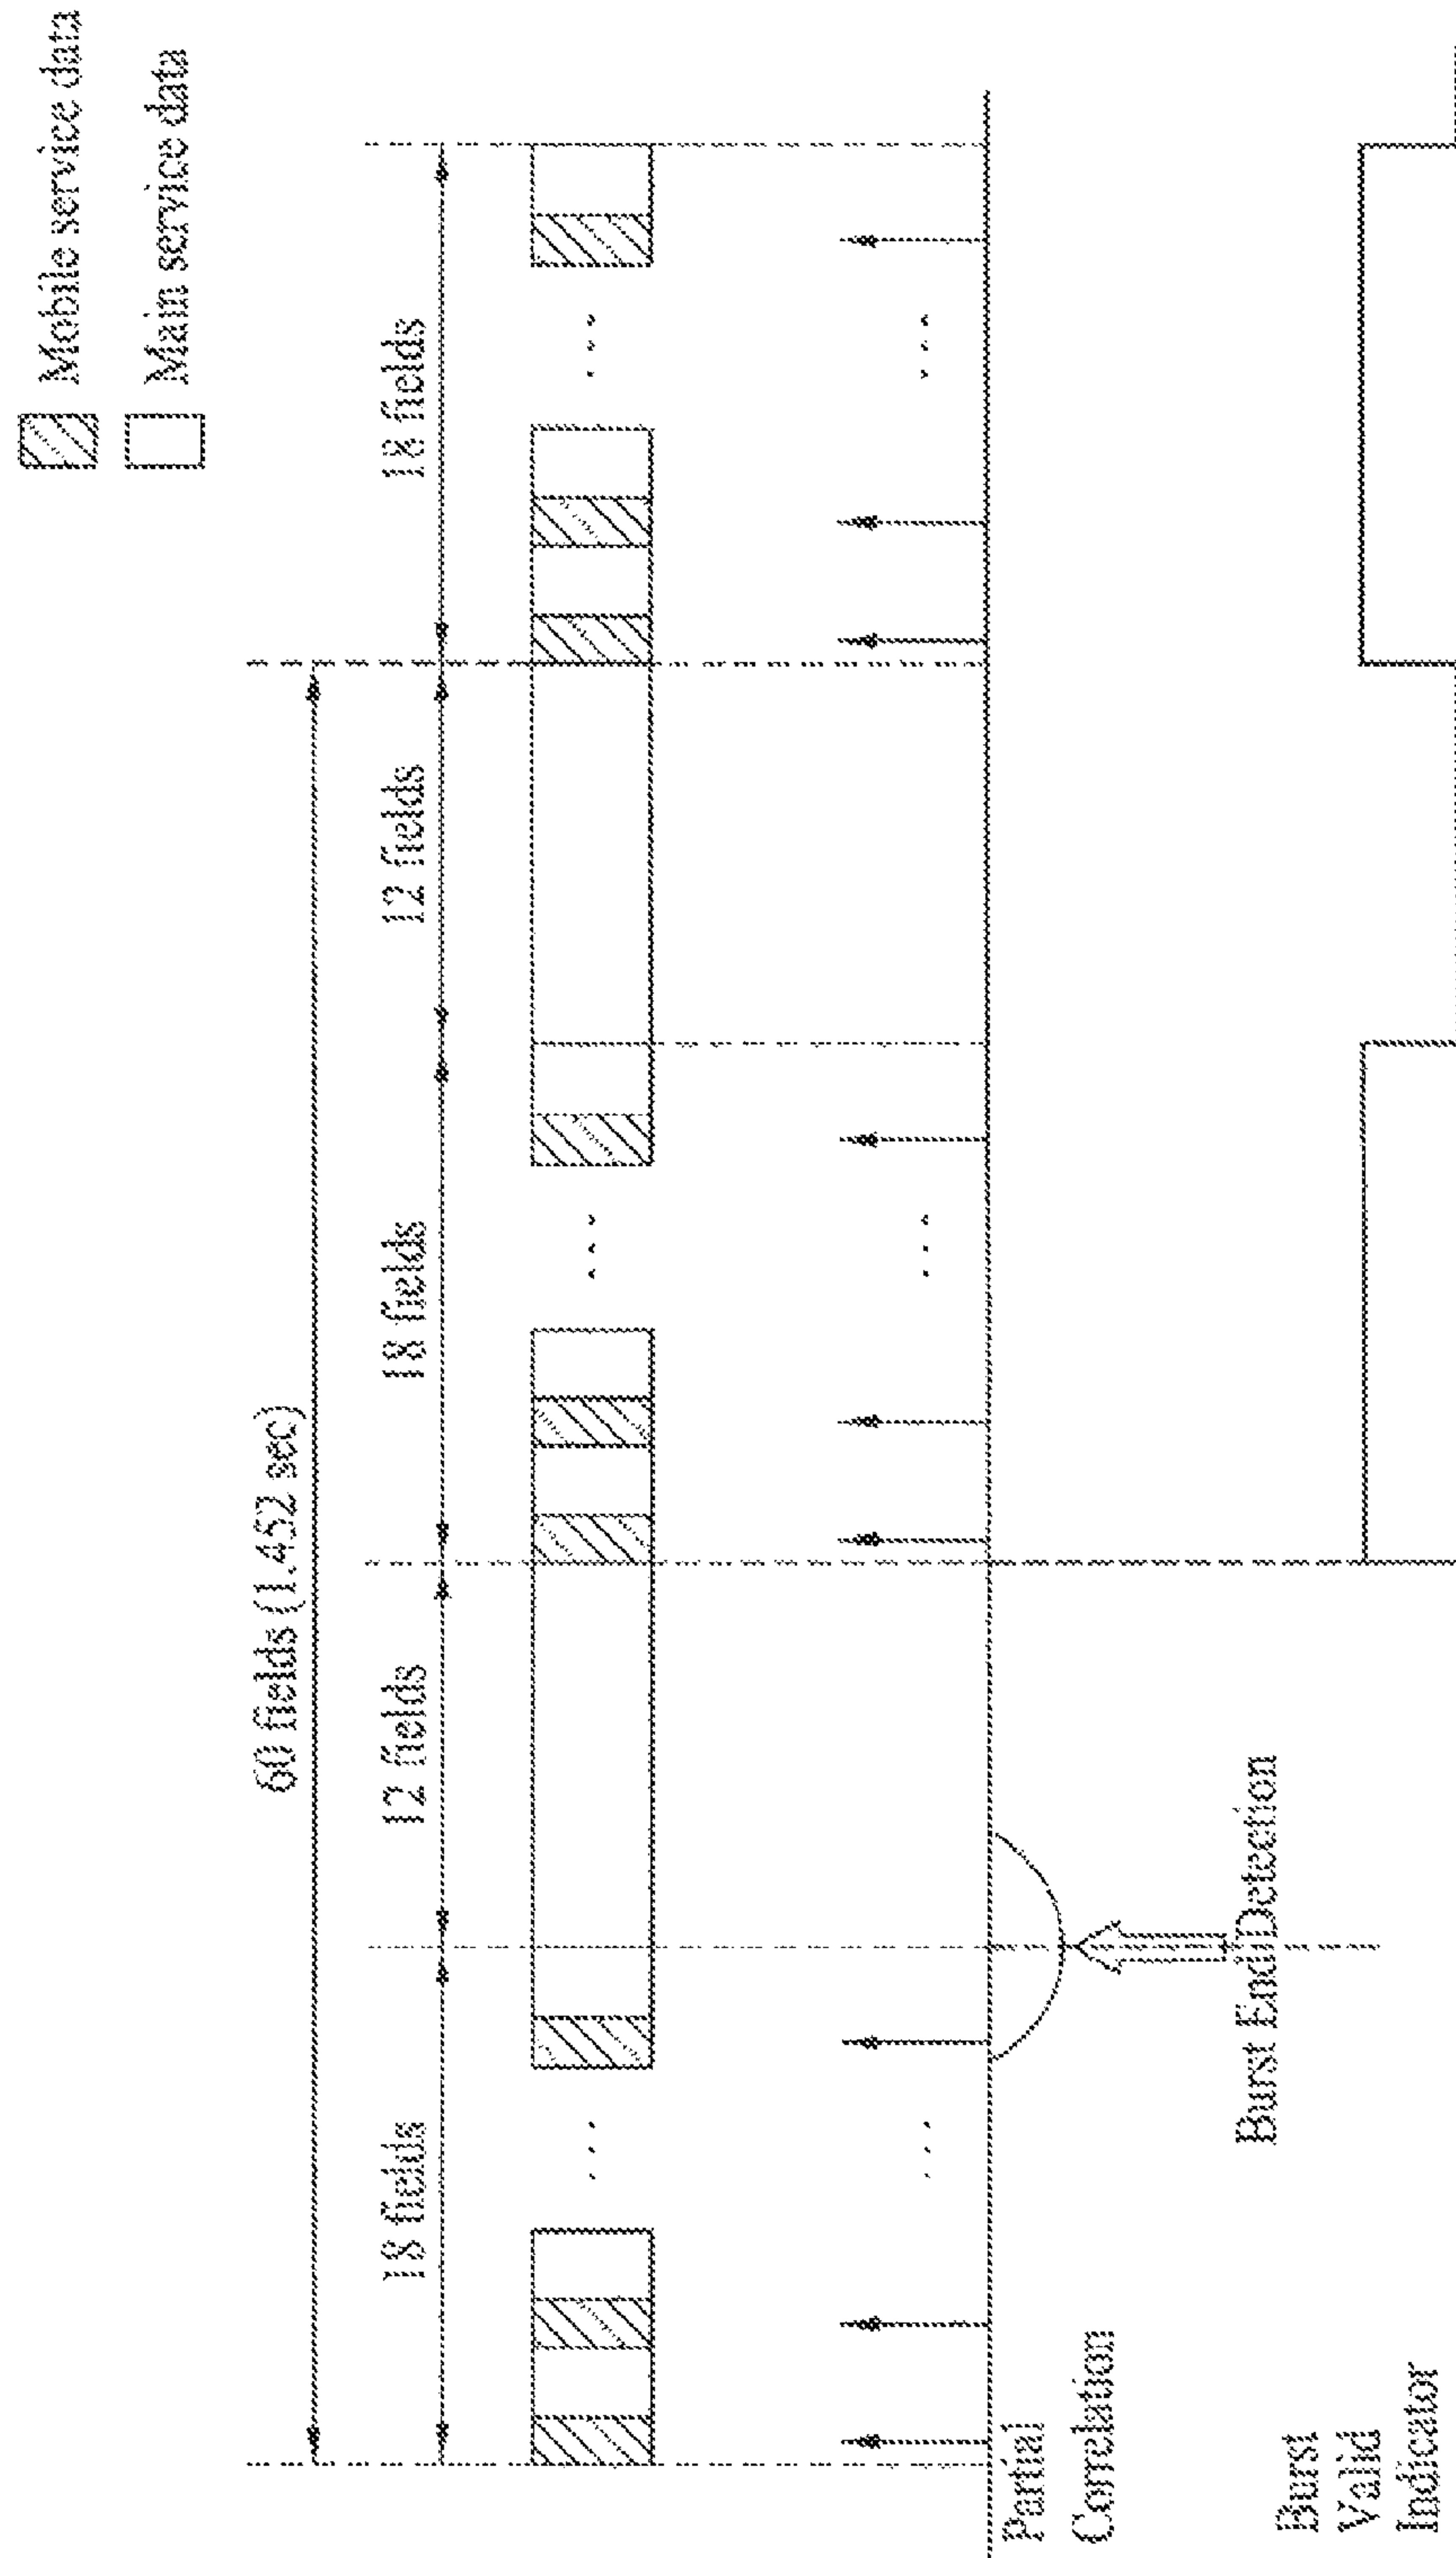 Mobile service data
Main service data
60 fields (1.452 sec)
18 fields
12 fields
18 fields
12 fields
18 fields
Partial
Correlation
Burst End Detection
Burst
Valid
Indicator